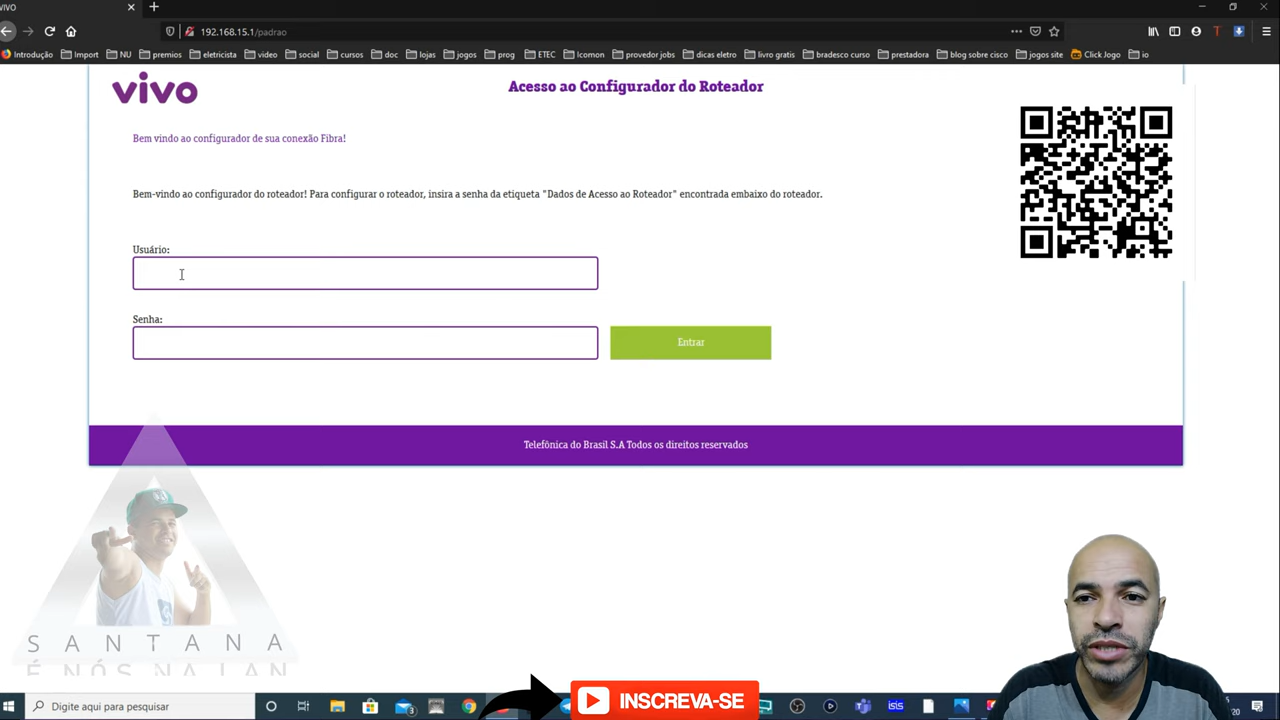 VIVO
192.168.15.1/padrao
Introdução Import NU premios eletricista video social cursos doc lojas jogos prog ETEC Icomon provedor jobs dicas eletro livro gratis bradesco curso prestadora blog sobre cisco jogos site Click Jogo io
vivo
Acesso ao Configurador do Roteador
Bem vindo ao configurador de sua conexão Fibra!
Bem-vindo ao configurador do roteador! Para configurar o roteador, insira a senha da etiqueta "Dados de Acesso ao Roteador" encontrada embaixo do roteador.
Usuário:
Senha:
Entrar
Telefônica do Brasil S.A Todos os direitos reservados
SANTANA
É NÓS NA LAN
INSCREVA-SE
Digite aqui para pesquisar